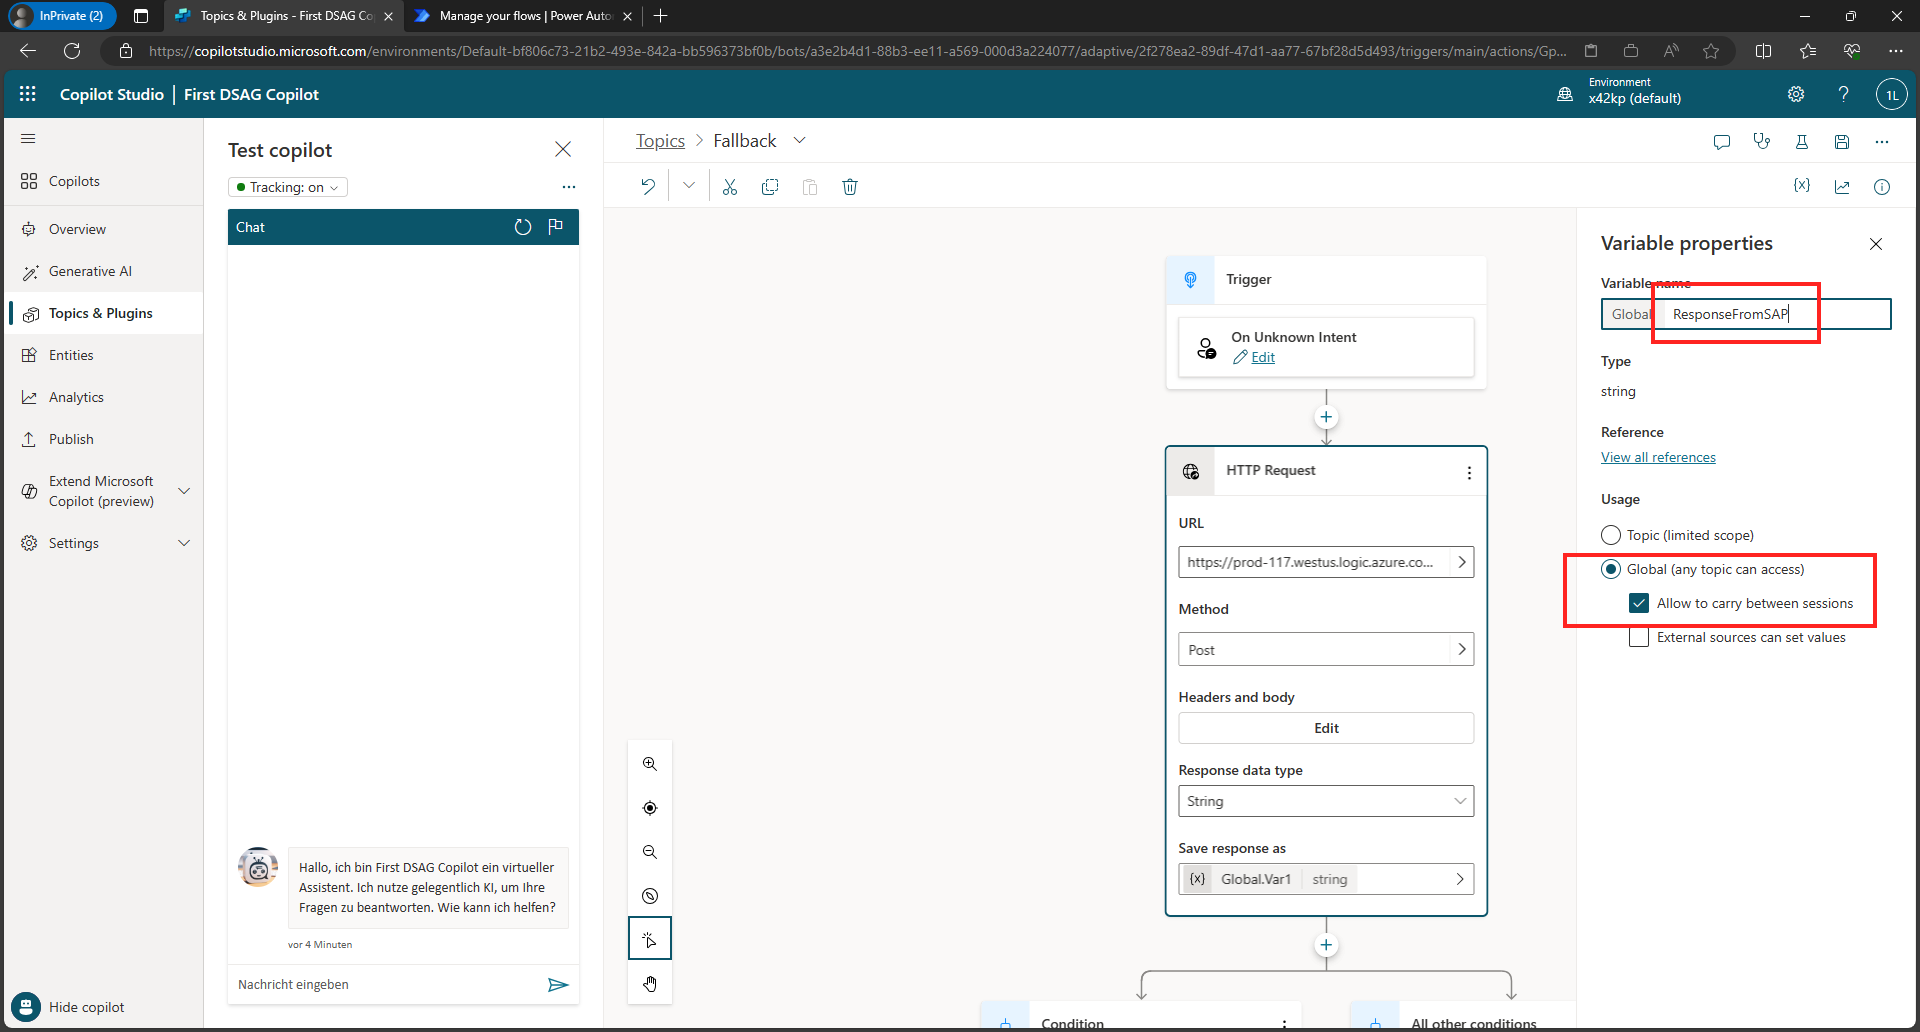 InPrivate (2)
Topics & Plugins - First DSAG Co
Manage your flows | Power Auto
https://copilotstudio.microsoft.com/environments/Default-bf806c73-21b2-493e-842a-bb596373bf0b/bots/a3e2b4d1-88b3-ee11-a569-000d3a224077/adaptive/2f278ea2-89df-47d1-aa77-67bf28d5d493/triggers/main/actions/Gp...
Copilot Studio | First DSAG Copilot
Environment
x42kp (default)
?
1L
Copilots
Overview
Generative AI
Topics & Plugins
Entities
Analytics
Publish
Extend Microsoft
Copilot (preview)
Settings
Hide copilot
Test copilot
Tracking: on
Chat
Hallo, ich bin First DSAG Copilot ein virtueller
Assistent. Ich nutze gelegentlich KI, um Ihre
Fragen zu beantworten. Wie kann ich helfen?
vor 4 Minuten
Nachricht eingeben
Topics > Fallback
Trigger
On Unknown Intent
Edit
HTTP Request
URL
https://prod-117.westus.logic.azure.co...
Method
Post
Headers and body
Edit
Response data type
String
Save response as
{x} Global.Var1 string
Condition
All other conditions
{x}
Variable properties
Variable name
Global ResponseFromSAP
Type
string
Reference
View all references
Usage
Topic (limited scope)
Global (any topic can access)
Allow to carry between sessions
External sources can set values